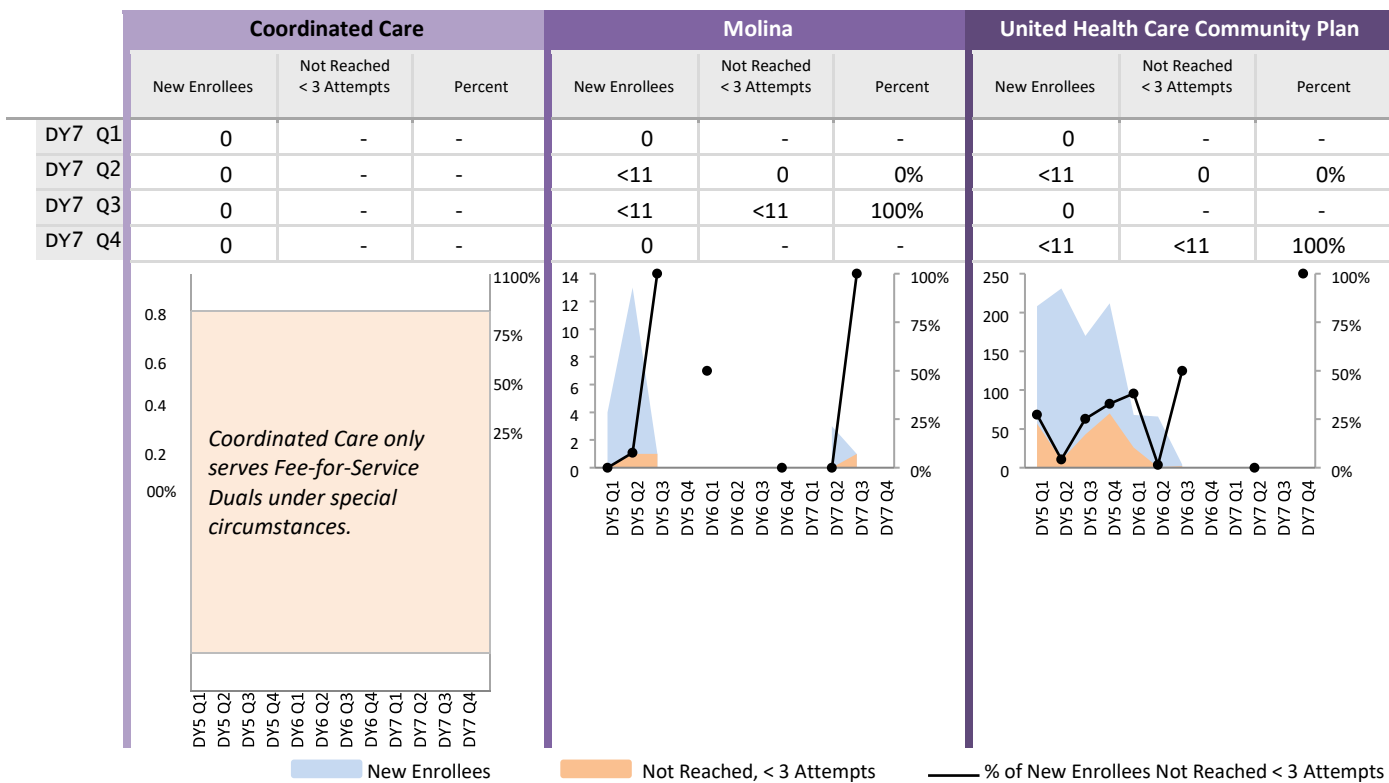 Coordinated Care Molina United Health Care Community Plan
New Enrollees Not Reached < 3 Attempts Percent New Enrollees Not Reached < 3 Attempts Percent New Enrollees Not Reached < 3 Attempts Percent
DY7 Q1 0 - - 0 - - 0 - -
DY7 Q2 0 - - <11 0 0% <11 0 0%
DY7 Q3 0 - - <11 <11 100% 0 - -
DY7 Q4 0 - - 0 - - <11 <11 100%
1100%
0.8
75%
0.6
50%
0.4
25%
0.2
00%
Coordinated Care only
serves Fee-for-Service
Duals under special
circumstances.
DY5 Q1
DY5 Q2
DY5 Q3
DY5 Q4
DY6 Q1
DY6 Q2
DY6 Q3
DY6 Q4
DY7 Q1
DY7 Q2
DY7 Q3
DY7 Q4
14
12
10
8
6
4
2
0
100%
75%
50%
25%
0%
DY5 Q1
DY5 Q2
DY5 Q3
DY5 Q4
DY6 Q1
DY6 Q2
DY6 Q3
DY6 Q4
DY7 Q1
DY7 Q2
DY7 Q3
DY7 Q4
250
200
150
100
50
0
100%
75%
50%
25%
0%
DY5 Q1
DY5 Q2
DY5 Q3
DY5 Q4
DY6 Q1
DY6 Q2
DY6 Q3
DY6 Q4
DY7 Q1
DY7 Q2
DY7 Q3
DY7 Q4
New Enrollees Not Reached, < 3 Attempts % of New Enrollees Not Reached < 3 Attempts